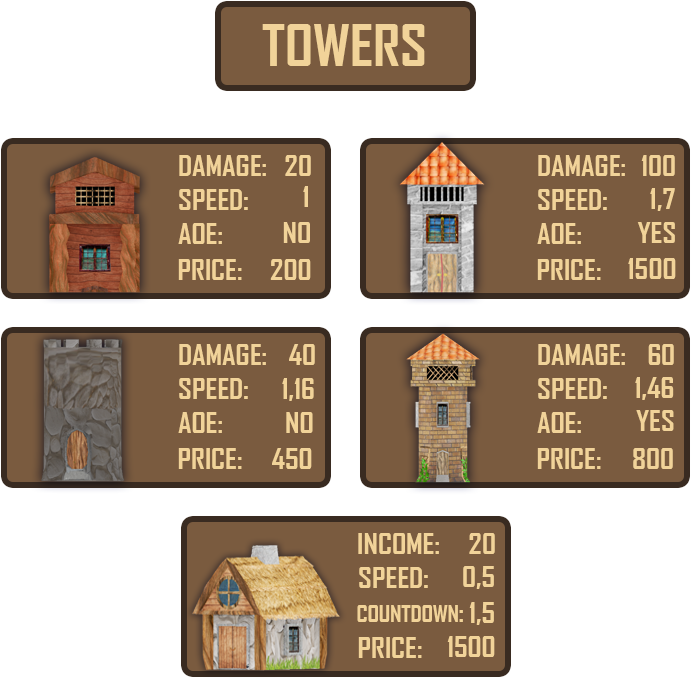 TOWERS
DAMAGE: 20
SPEED: 1
AOE: NO
PRICE: 200
DAMAGE: 100
SPEED: 1,7
AOE: YES
PRICE: 1500
DAMAGE: 40
SPEED: 1,16
AOE: NO
PRICE: 450
DAMAGE: 60
SPEED: 1,46
AOE: YES
PRICE: 800
INCOME: 20
SPEED: 0,5
COUNTDOWN: 1,5
PRICE: 1500